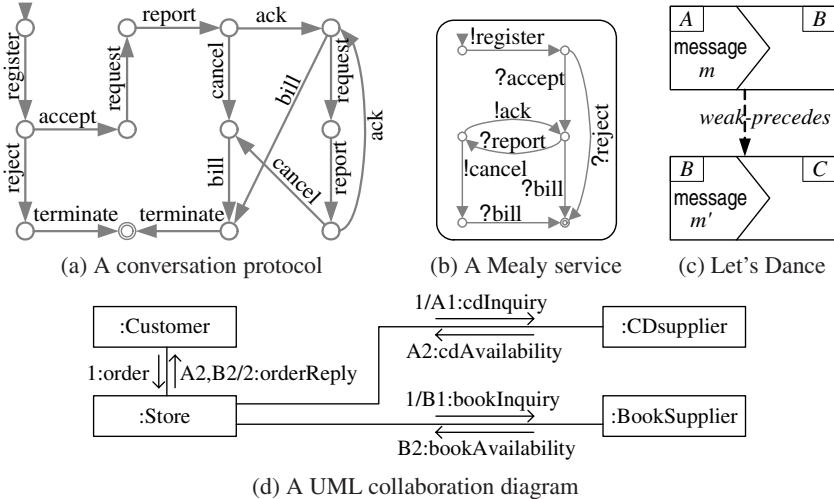 register
accept
request
report
cancel
ack
bill
request
report
ack
cancel
bill
reject
terminate
terminate
(a) A conversation protocol
!register
?accept
!ack
?report
?reject
!cancel
?bill
?bill
(b) A Mealy service
A
B
message
m
weak-precedes
B
C
message
m'
(c) Let's Dance
:Customer
1:order
A2,B2/2:orderReply
:Store
1/A1:cdInquiry
A2:cdAvailability
:CDsupplier
1/B1:bookInquiry
B2:bookAvailability
:BookSupplier
(d) A UML collaboration diagram